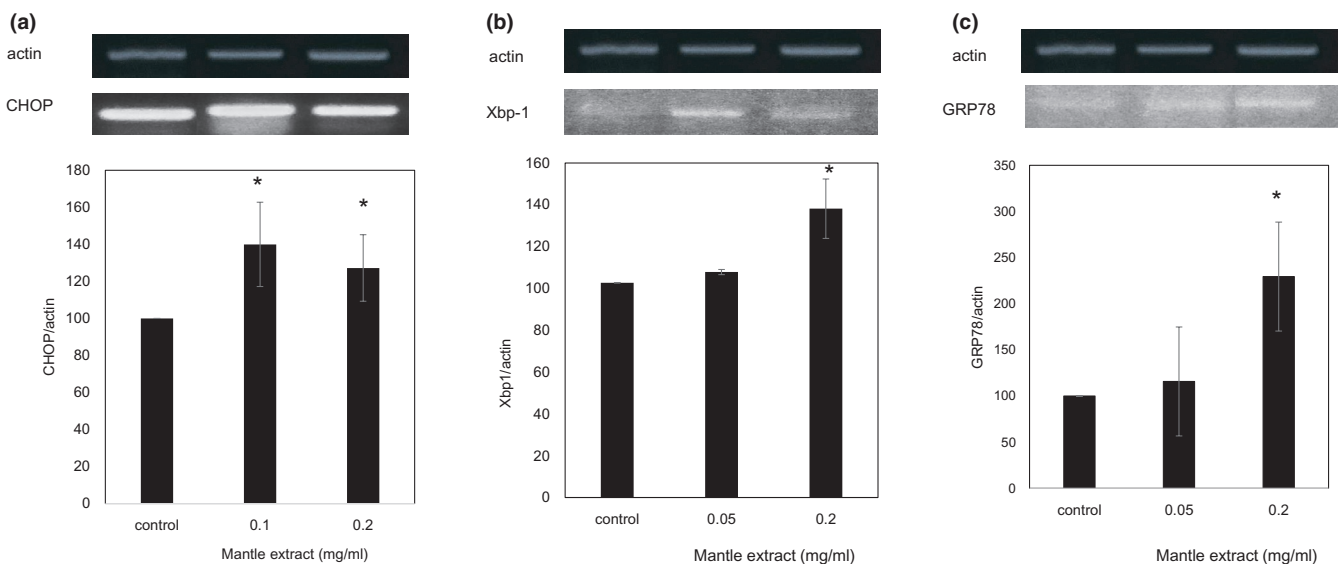 (a)
actin
CHOP
180
160
140
120
100
80
60
40
20
0
CHOP/actin
*
*
control 0.1 0.2
Mantle extract (mg/ml)
(b)
actin
Xbp-1
160
140
120
100
80
60
40
20
0
Xbp1/actin
*
control 0.05 0.2
Mantle extract (mg/ml)
(c)
actin
GRP78
350
300
250
200
150
100
50
0
GRP78/actin
*
control 0.05 0.2
Mantle extract (mg/ml)